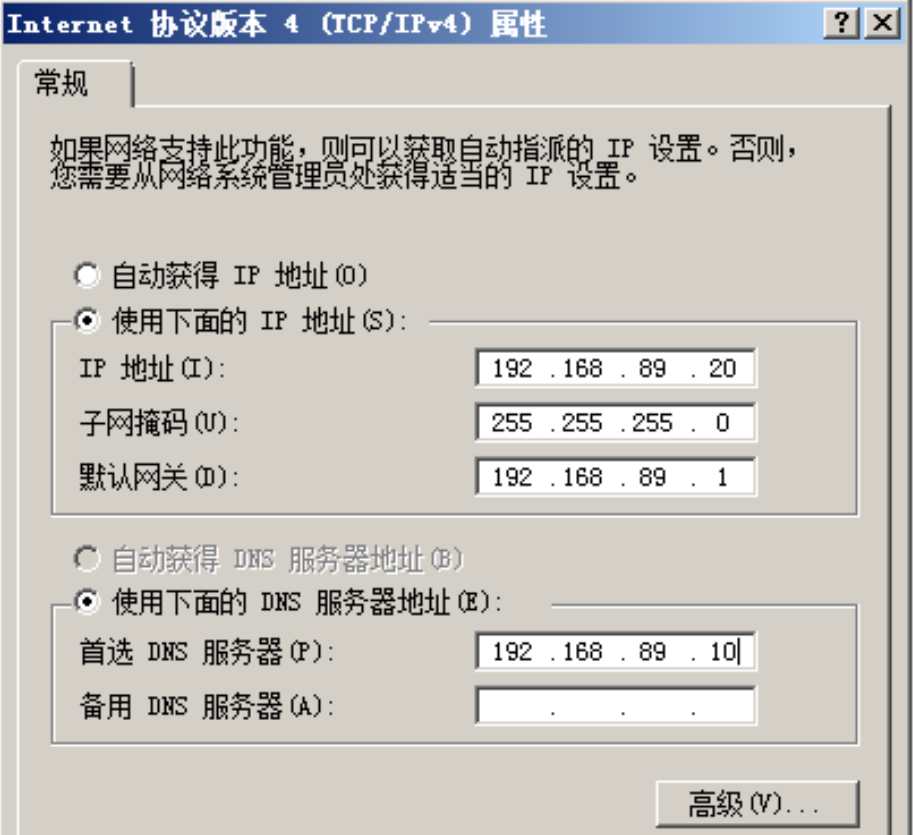 Internet 协议版本 4 (TCP/IPv4) 属性
常规
如果网络支持此功能，则可以获取自动指派的 IP 设置。否则，
您需要从网络系统管理员处获得适当的 IP 设置。
自动获得 IP 地址(O)
使用下面的 IP 地址(S):
IP 地址(I): 192 .168 . 89 . 20
子网掩码(U): 255 .255 .255 . 0
默认网关(D): 192 .168 . 89 . 1
自动获得 DNS 服务器地址(B)
使用下面的 DNS 服务器地址(E):
首选 DNS 服务器(P): 192 .168 . 89 . 10
备用 DNS 服务器(A): . . .
高级(V)...